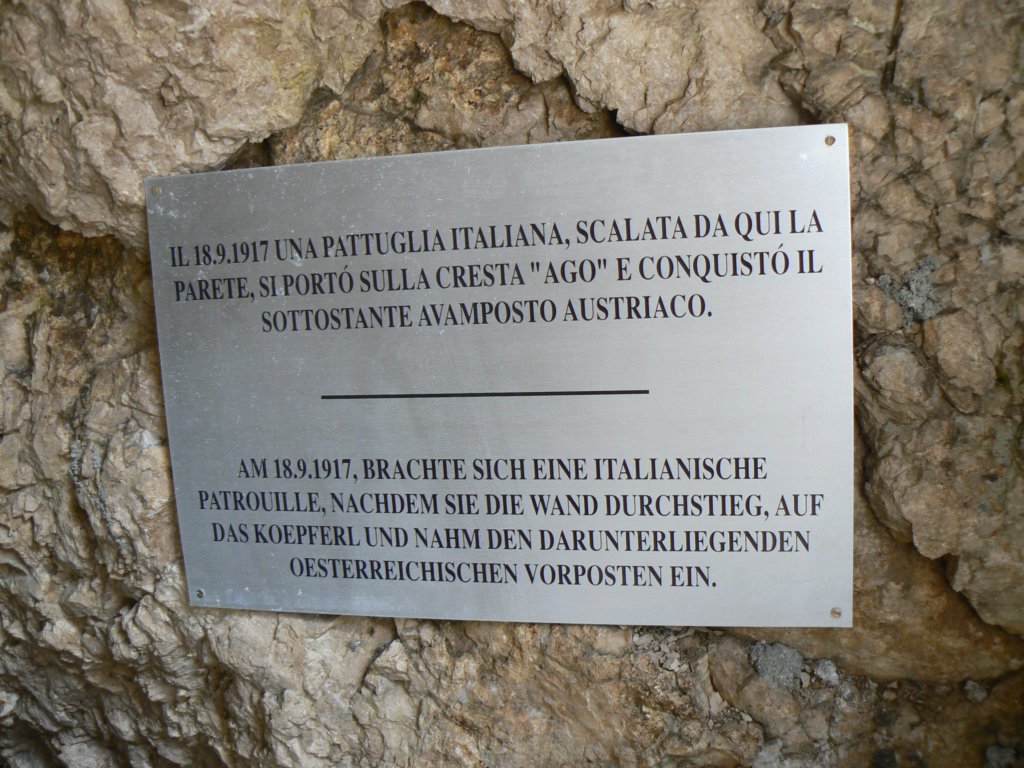 IL 18.9.1917 UNA PATTUGLIA ITALIANA, SCALATA DA QUI LA
PARETE, SI PORTÓ SULLA CRESTA "AGO" E CONQUISTÓ IL
SOTTOSTANTE AVAMPOSTO AUSTRIACO.
AM 18.9.1917, BRACHTE SICH EINE ITALIANISCHE
PATROUILLE, NACHDEM SIE DIE WAND DURCHSTIEG, AUF
DAS KOEPFERL UND NAHM DEN DARUNTERLIEGENDEN
OESTERREICHISCHEN VORPOSTEN EIN.